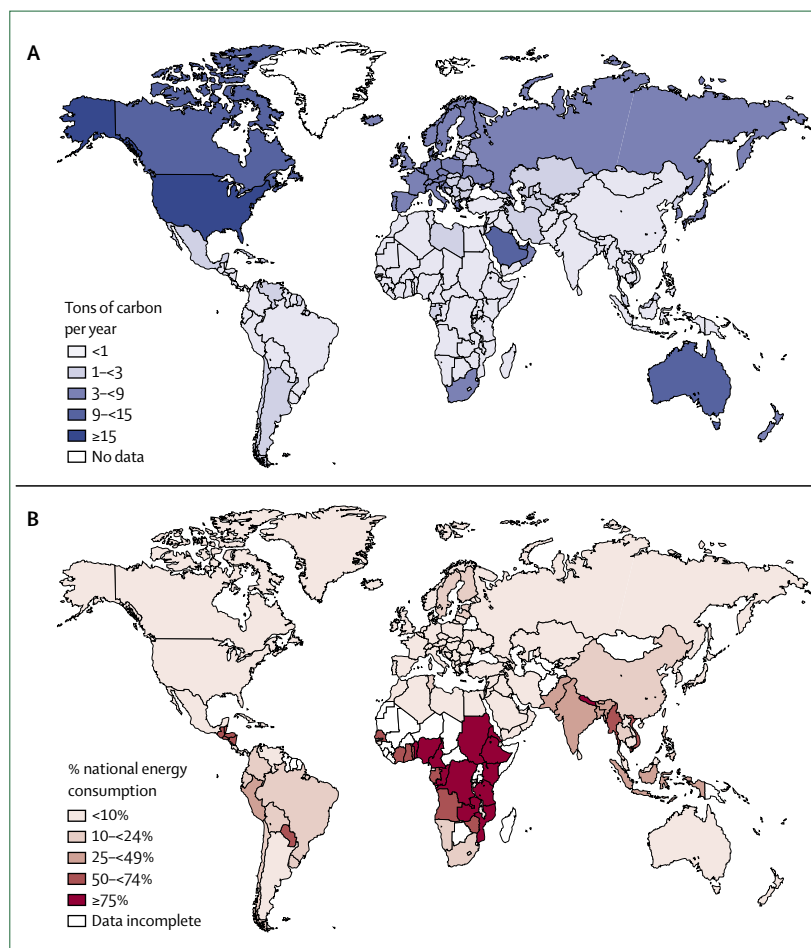 A
Tons of carbon
per year
<1
1–<3
3–<9
9–<15
≥15
No data
B
% national energy
consumption
<10%
10–<24%
25–<49%
50–<74%
≥75%
Data incomplete